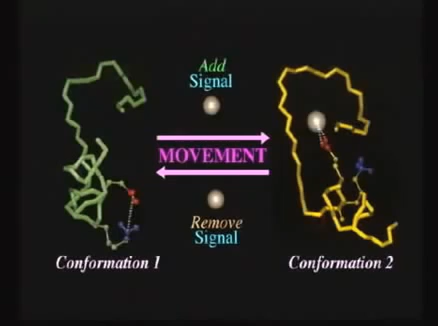 Add
Signal
MOVEMENT
Remove
Signal
Conformation 1
Conformation 2